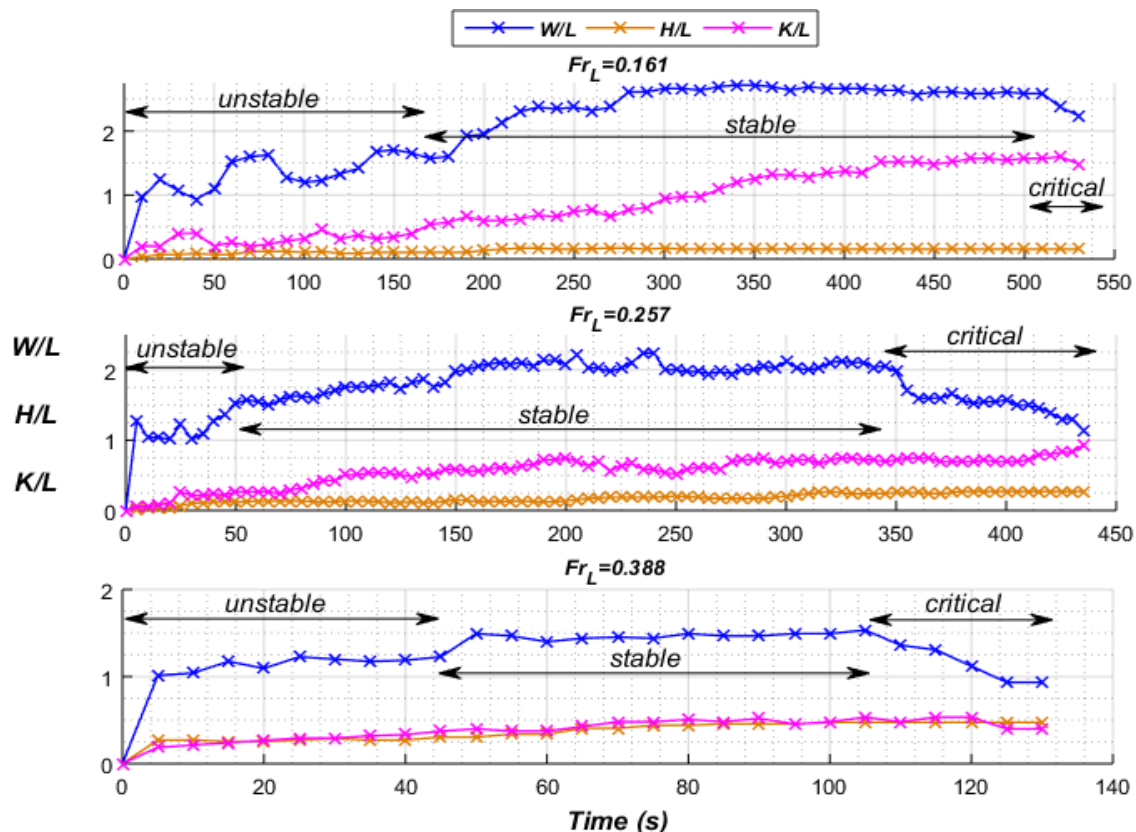 W/L H/L K/L
Fr_L=0.161
unstable
stable
critical
2
1
0
0 50 100 150 200 250 300 350 400 450 500 550
Fr_L=0.257
W/L
H/L
K/L
unstable
critical
stable
2
1
0
0 50 100 150 200 250 300 350 400 450
Fr_L=0.388
unstable
critical
stable
2
1
0
0 20 40 60 80 100 120 140
Time (s)